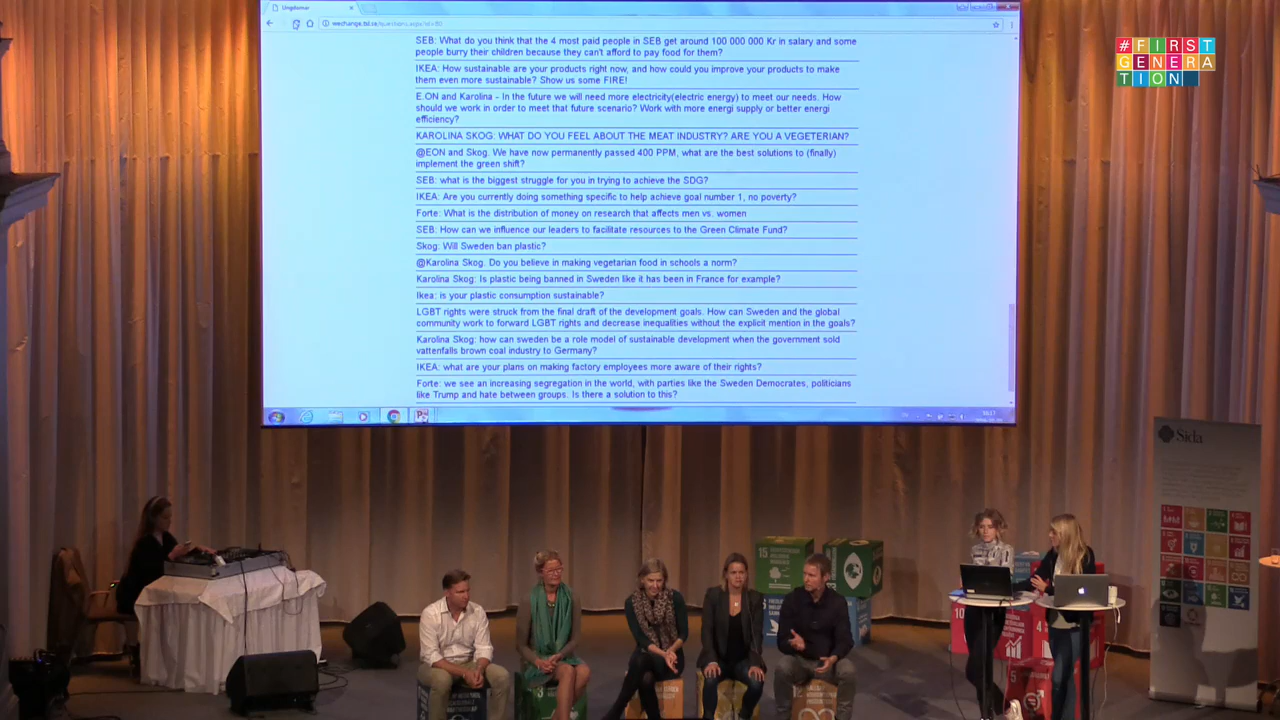 Ungdomar
wechange.tsl.se/
SEB: What do you think that the 4 most paid people in SEB get around 100 000 000 Kr in salary and some
people burry their children because they can't afford to pay food for them?
IKEA: How sustainable are your products right now, and how could you improve your products to make
them even more sustainable? Show us some FIRE!
E.ON and Karolina - In the future we will need more electricity(electric energy) to meet our needs. How
should we work in order to meet that future scenario? Work with more energi supply or better energi
efficiency?
KAROLINA SKOG: WHAT DO YOU FEEL ABOUT THE MEAT INDUSTRY? ARE YOU A VEGETERIAN?
@EON and Skog. We have now permanently passed 400 PPM, what are the best solutions to (finally)
implement the green shift?
SEB: what is the biggest struggle for you in trying to achieve the SDG?
IKEA: Are you currently doing something specific to help achieve goal number 1, no poverty?
Forte: What is the distribution of money on research that affects men vs. women
SEB: How can we influence our leaders to facilitate resources to the Green Climate Fund?
Skog: Will Sweden ban plastic?
@Karolina Skog. Do you believe in making vegetarian food in schools a norm?
Karolina Skog: Is plastic being banned in Sweden like it has been in France for example?
Ikea: is your plastic consumption sustainable?
LGBT rights were struck from the final draft of the development goals. How can Sweden and the global
community work to forward LGBT rights and decrease inequalities without the explicit mention in the goals?
Karolina Skog: how can sweden be a role model of sustainable development when the government sold
vattenfalls brown coal industry to Germany?
IKEA: what are your plans on making factory employees more aware of their rights?
Forte: we see an increasing segregation in the world, with parties like the Sweden Democrates, politicians
like Trump and hate between groups. Is there a solution to this?
#FIRST
GENERA
TION
Sida
15
10
4
5